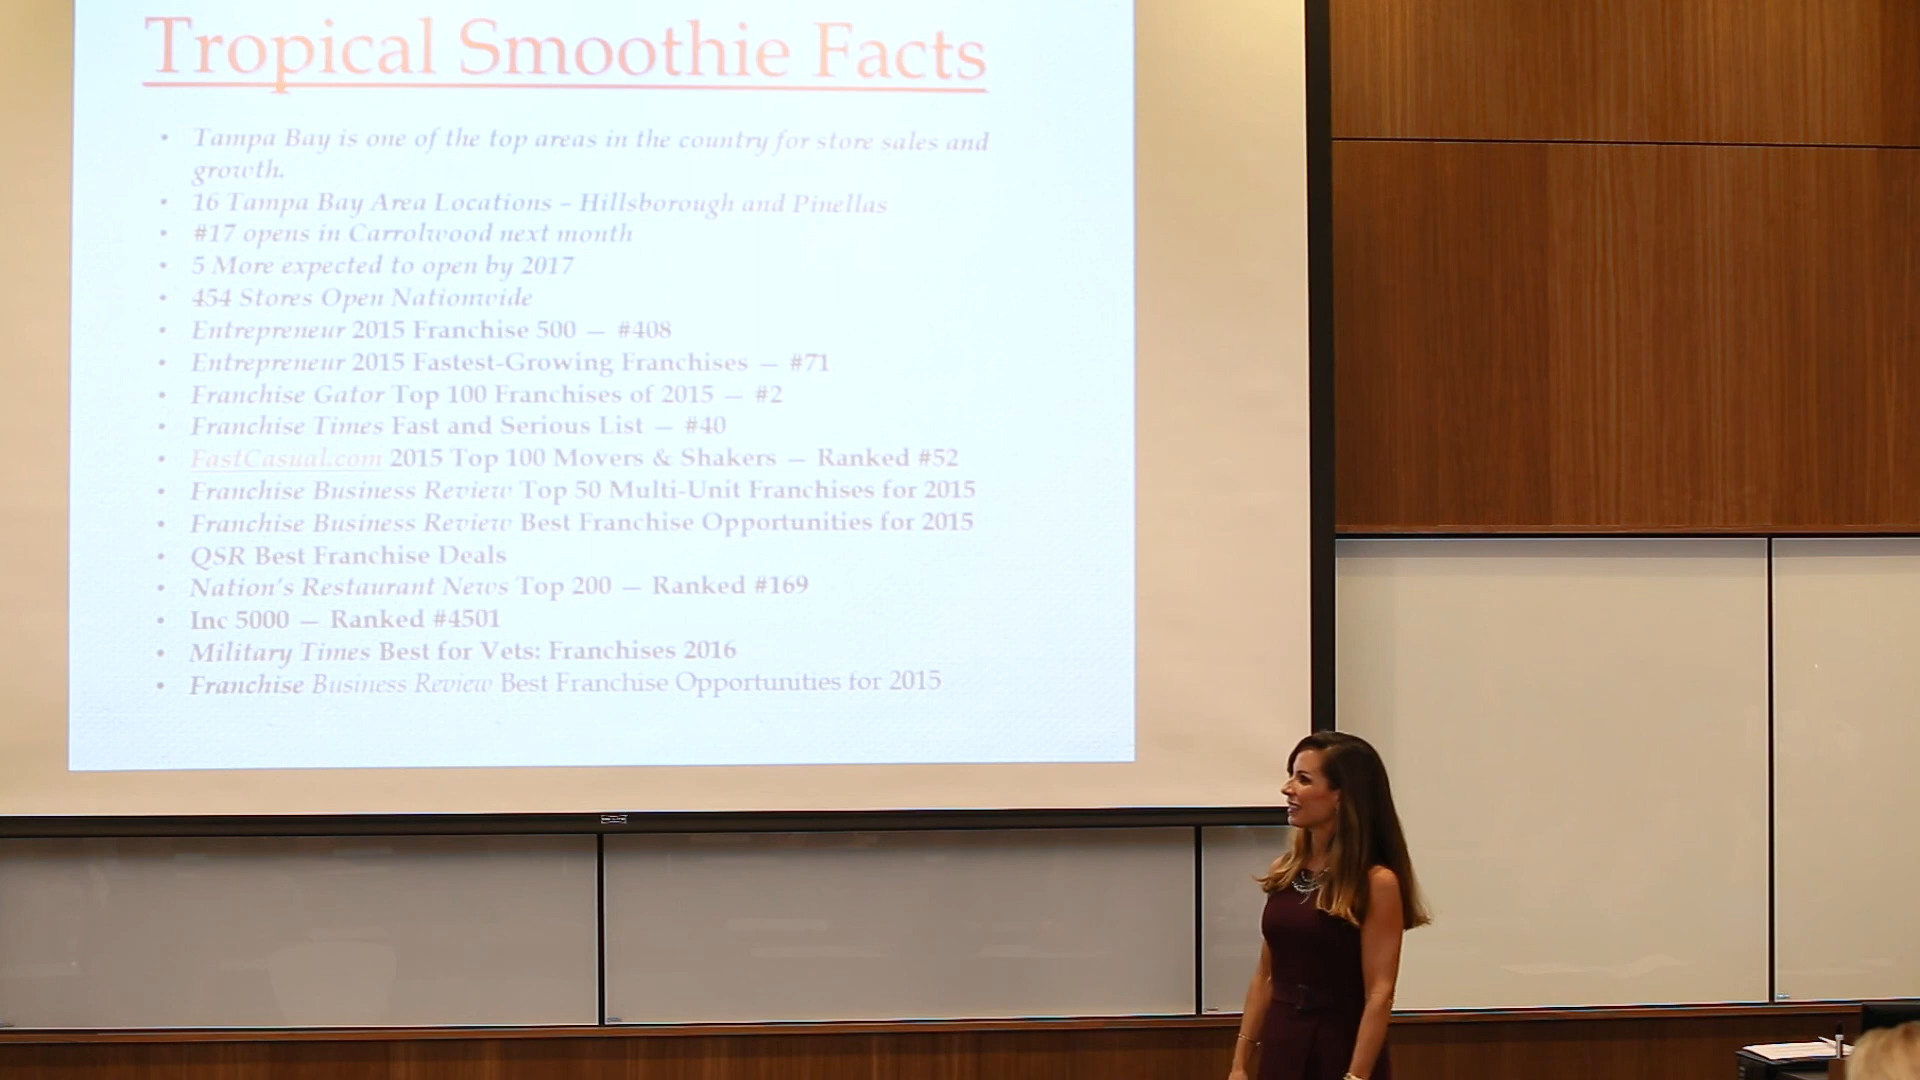 Tropical Smoothie Facts
• Tampa Bay is one of the top areas in the country for store sales and
growth.
• 16 Tampa Bay Area Locations – Hillsborough and Pinellas
• #17 opens in Carrolwood next month
• 5 More expected to open by 2017
• 454 Stores Open Nationwide
• Entrepreneur 2015 Franchise 500 — #408
• Entrepreneur 2015 Fastest-Growing Franchises — #71
• Franchise Gator Top 100 Franchises of 2015 — #2
• Franchise Times Fast and Serious List — #40
• FastCasual.com 2015 Top 100 Movers & Shakers — Ranked #52
• Franchise Business Review Top 50 Multi-Unit Franchises for 2015
• Franchise Business Review Best Franchise Opportunities for 2015
• QSR Best Franchise Deals
• Nation's Restaurant News Top 200 — Ranked #169
• Inc 5000 — Ranked #4501
• Military Times Best for Vets: Franchises 2016
• Franchise Business Review Best Franchise Opportunities for 2015